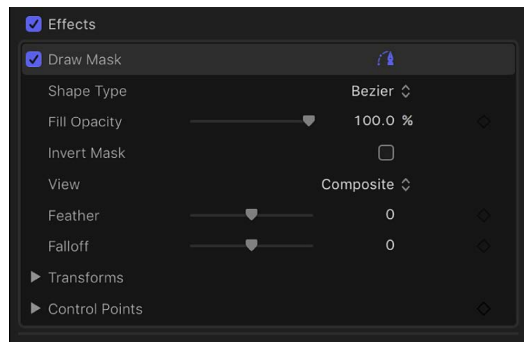 Effects
Draw Mask
Shape Type Bezier
Fill Opacity 100.0 %
Invert Mask
View Composite
Feather 0
Falloff 0
Transforms
Control Points